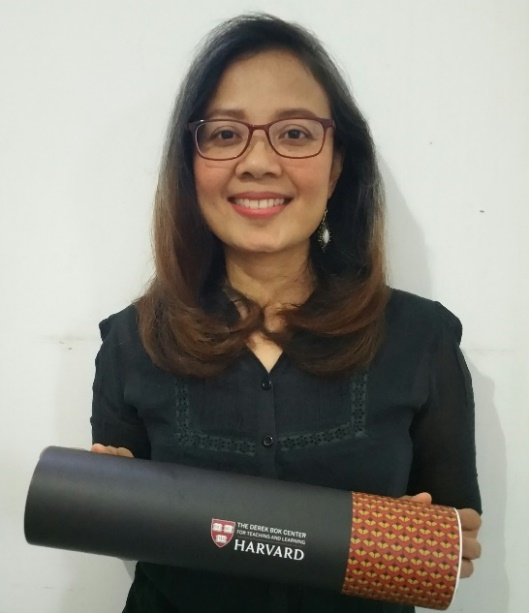 THE DEREK BOK CENTER
FOR TEACHING AND LEARNING
HARVARD